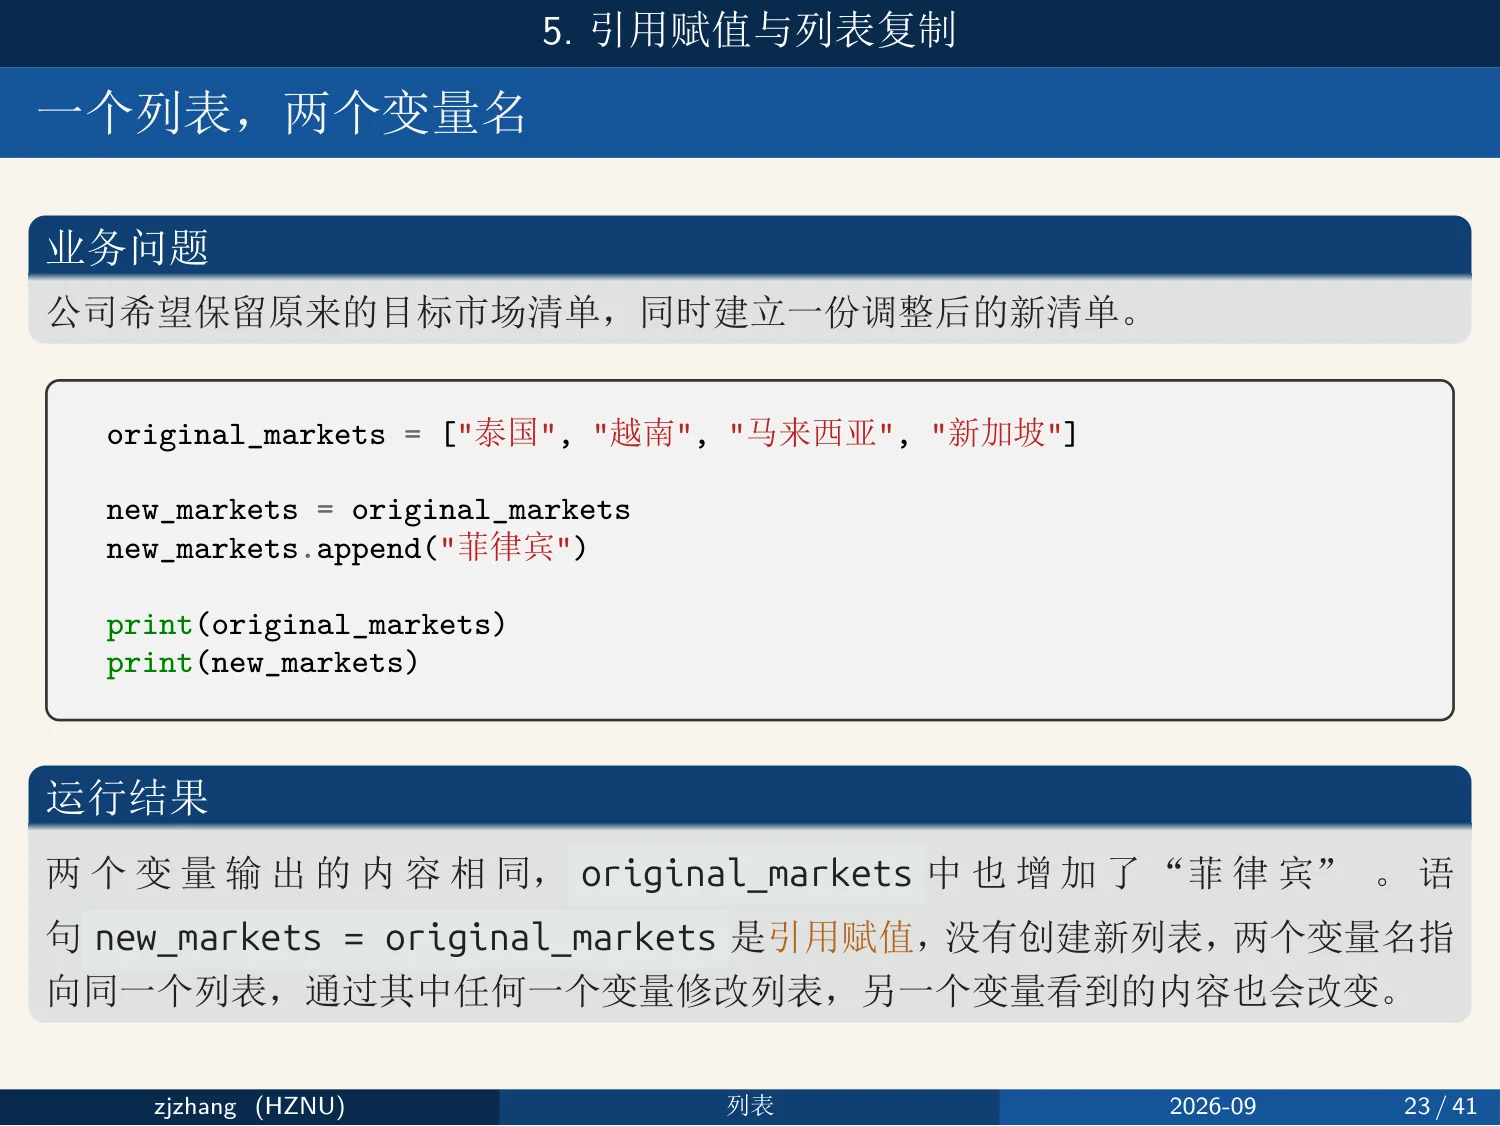 5. 引用赋值与列表复制
一个列表，两个变量名
业务问题
公司希望保留原来的目标市场清单，同时建立一份调整后的新清单。
original_markets = ["泰国", "越南", "马来西亚", "新加坡"]
new_markets = original_markets
new_markets.append("菲律宾")
print(original_markets)
print(new_markets)
运行结果
两个变量输出的内容相同，original_markets 中也增加了“菲律宾”。语
句 new_markets = original_markets 是引用赋值，没有创建新列表，两个变量名指
向同一个列表，通过其中任何一个变量修改列表，另一个变量看到的内容也会改变。
zjzhang (HZNU) 列表 2026-09 23 / 41